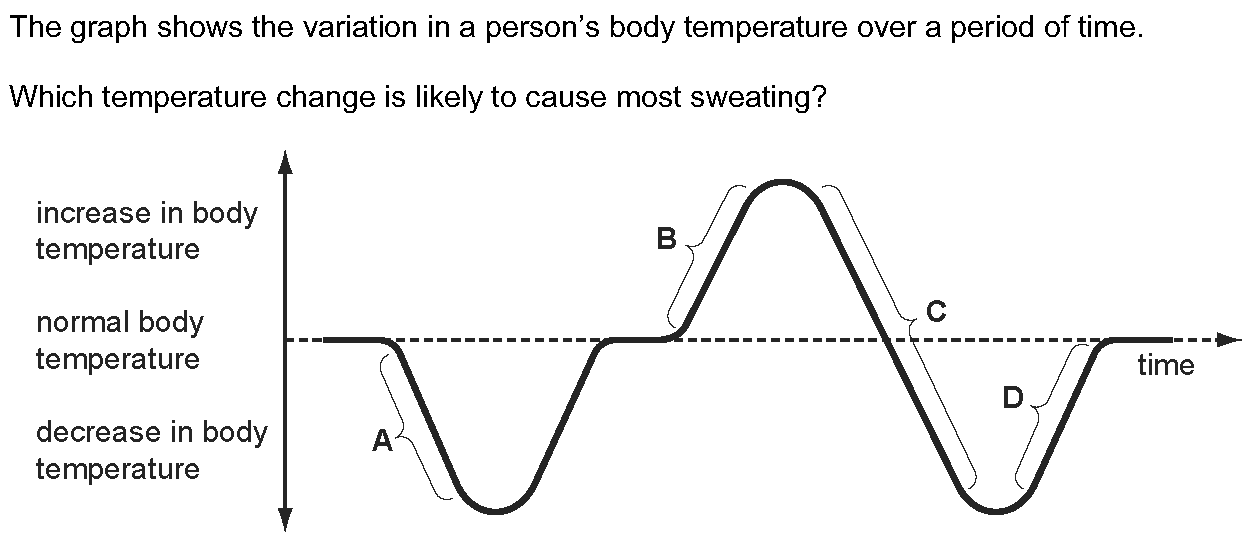 The graph shows the variation in a person’s body temperature over a period of time.
Which temperature change is likely to cause most sweating?
increase in body
temperature
B
C
normal body
temperature
time
D
decrease in body
temperature
A